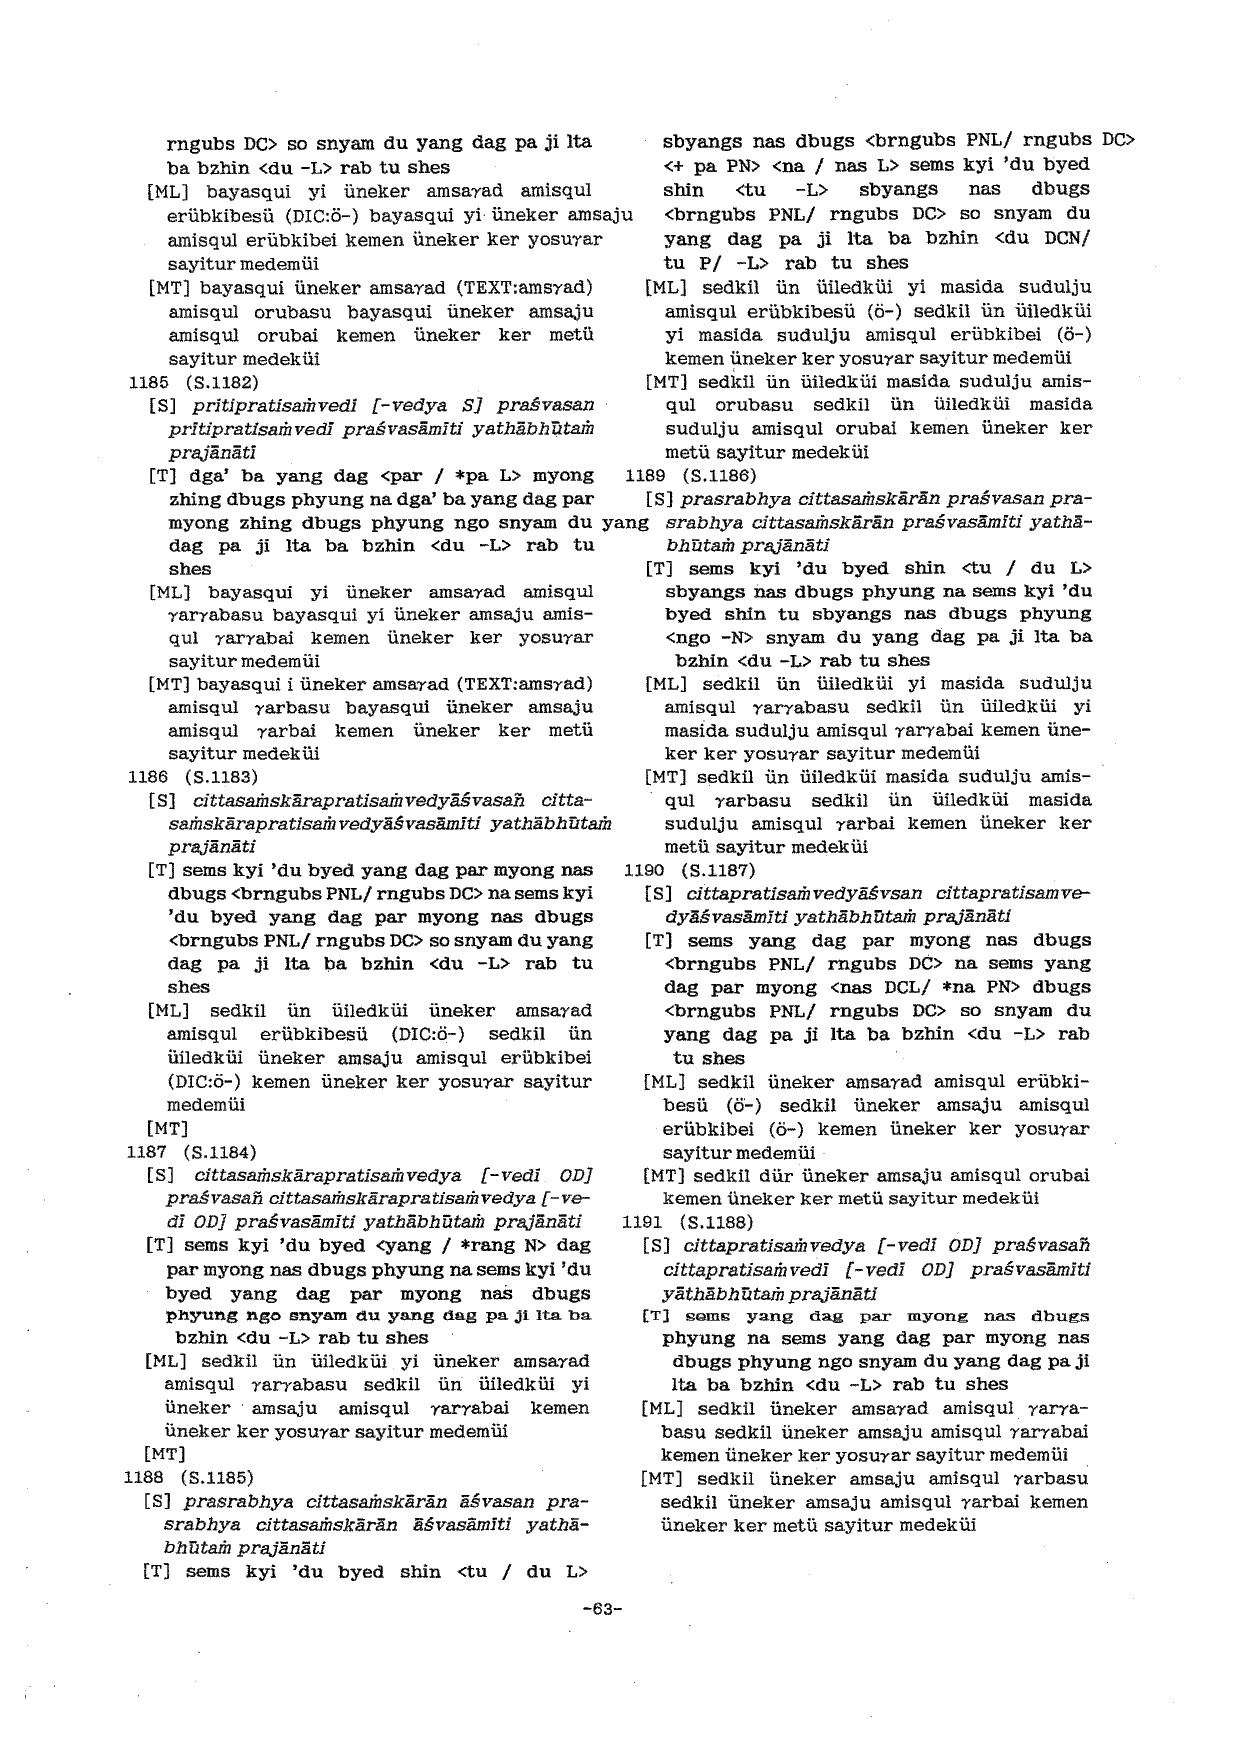 rngubs DC> so snyam du yang dag pa ji lta
ba bzhin <du -L> rab tu shes
[ML] bayasqui yi üneker amsaγad amisqul
erübkibesü (DIC:ö-) bayasqui yi üneker amsaju
amisqul erübkibei kemen üneker ker yosuγar
sayitur medemüi
[MT] bayasqui üneker amsaγad (TEXT:amsγad)
amisqul orubasu bayasqui üneker amsaju
amisqul orubai kemen üneker ker metü
sayitur medeküi
1185 (S.1182)
[S] pritipratisaṁvedī [-vedya S] praśvasan
pritipratisaṁvedī praśvasāmīti yathābhūtaṁ
prajānāti
[T] dga' ba yang dag <par / *pa L> myong
zhing dbugs phyung na dga' ba yang dag par
myong zhing dbugs phyung ngo snyam du yang
dag pa ji lta ba bzhin <du -L> rab tu
shes
[ML] bayasqui yi üneker amsaγad amisqul
γarγabasu bayasqui yi üneker amsaju amis-
qul γarγabai kemen üneker ker yosuγar
sayitur medemüi
[MT] bayasqui i üneker amsaγad (TEXT:amsγad)
amisqul γarbasu bayasqui üneker amsaju
amisqul γarbai kemen üneker ker metü
sayitur medeküi
1186 (S.1183)
[S] cittasaṁskārapratisaṁvedyāśvasañ citta-
saṁskārapratisaṁvedyāśvasāmīti yathābhūtaṁ
prajānāti
[T] sems kyi 'du byed yang dag par myong nas
dbugs <brngubs PNL/ rngubs DC> na sems kyi
'du byed yang dag par myong nas dbugs
<brngubs PNL/ rngubs DC> so snyam du yang
dag pa ji lta ba bzhin <du -L> rab tu
shes
[ML] sedkil ün üiledküi üneker amsaγad
amisqul erübkibesü (DIC:ö-) sedkil ün
üiledküi üneker amsaju amisqul erübkibei
(DIC:ö-) kemen üneker ker yosuγar sayitur
medemüi
[MT]
1187 (S.1184)
[S] cittasaṁskārapratisaṁvedya [-vedī OD]
praśvasañ cittasaṁskārapratisaṁvedya [-ve-
dī OD] praśvasāmīti yathābhūtaṁ prajānāti
[T] sems kyi 'du byed <yang / *rang N> dag
par myong nas dbugs phyung na sems kyi 'du
byed yang dag par myong nas dbugs
phyung ngo snyam du yang dag pa ji lta ba
bzhin <du -L> rab tu shes
[ML] sedkil ün üiledküi yi üneker amsaγad
amisqul γarγabasu sedkil ün üiledküi yi
üneker amsaju amisqul γarγabai kemen
üneker ker yosuγar sayitur medemüi
[MT]
1188 (S.1185)
[S] prasrabhya cittasaṁskārān āśvasan pra-
srabhya cittasaṁskārān āśvasāmīti yathā-
bhūtaṁ prajānāti
[T] sems kyi 'du byed shin <tu / du L>
sbyangs nas dbugs <brngubs PNL/ rngubs DC>
<+ pa PN> <na / nas L> sems kyi 'du byed
shin <tu -L> sbyangs nas dbugs
<brngubs PNL/ rngubs DC> so snyam du
yang dag pa ji lta ba bzhin <du DCN/
tu P/ -L> rab tu shes
[ML] sedkil ün üiledküi yi masida sudulju
amisqul erübkibesü (ö-) sedkil ün üiledküi
yi masida sudulju amisqul erübkibei (ö-)
kemen üneker ker yosuγar sayitur medemüi
[MT] sedkil ün üiledküi masida sudulju amis-
qul orubasu sedkil ün üiledküi masida
sudulju amisqul orubai kemen üneker ker
metü sayitur medeküi
1189 (S.1186)
[S] prasrabhya cittasaṁskārān praśvasan pra-
srabhya cittasaṁskārān praśvasāmīti yathā-
bhūtaṁ prajānāti
[T] sems kyi 'du byed shin <tu / du L>
sbyangs nas dbugs phyung na sems kyi 'du
byed shin tu sbyangs nas dbugs phyung
<ngo -N> snyam du yang dag pa ji lta ba
bzhin <du -L> rab tu shes
[ML] sedkil ün üiledküi yi masida sudulju
amisqul γarγabasu sedkil ün üiledküi yi
masida sudulju amisqul γarγabai kemen üne-
ker ker yosuγar sayitur medemüi
[MT] sedkil ün üiledküi masida sudulju amis-
qul γarbasu sedkil ün üiledküi masida
sudulju amisqul γarbai kemen üneker ker
metü sayitur medeküi
1190 (S.1187)
[S] cittapratisaṁvedyāśvsan cittapratisamve-
dyāśvasāmīti yathābhūtaṁ prajānāti
[T] sems yang dag par myong nas dbugs
<brngubs PNL/ rngubs DC> na sems yang
dag par myong <nas DCL/ *na PN> dbugs
<brngubs PNL/ rngubs DC> so snyam du
yang dag pa ji lta ba bzhin <du -L> rab
tu shes
[ML] sedkil üneker amsaγad amisqul erübki-
besü (ö-) sedkil üneker amsaju amisqul
erübkibei (ö-) kemen üneker ker yosuγar
sayitur medemüi
[MT] sedkil dür üneker amsaju amisqul orubai
kemen üneker ker metü sayitur medeküi
1191 (S.1188)
[S] cittapratisaṁvedya [-vedī OD] praśvasañ
cittapratisaṁvedī [-vedī OD] praśvasāmīti
yāthābhūtaṁ prajānāti
[T] sems yang dag par myong nas dbugs
phyung na sems yang dag par myong nas
dbugs phyung ngo snyam du yang dag pa ji
lta ba bzhin <du -L> rab tu shes
[ML] sedkil üneker amsaγad amisqul γarγa-
basu sedkil üneker amsaju amisqul γarγabai
kemen üneker ker yosuγar sayitur medemüi
[MT] sedkil üneker amsaju amisqul γarbasu
sedkil üneker amsaju amisqul γarbai kemen
üneker ker metü sayitur medeküi
-63-